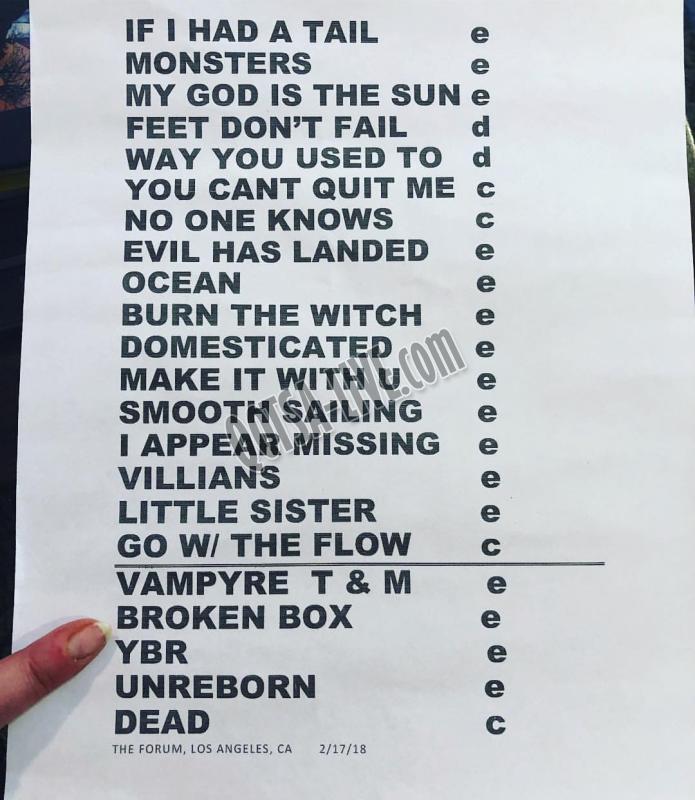 IF I HAD A TAIL e
MONSTERS e
MY GOD IS THE SUN e
FEET DON'T FAIL d
WAY YOU USED TO d
YOU CANT QUIT ME c
NO ONE KNOWS c
EVIL HAS LANDED e
OCEAN e
BURN THE WITCH e
DOMESTICATED e
MAKE IT WITH U e
SMOOTH SAILING e
I APPEAR MISSING e
QOTSA-LIVE.com
VILLIANS e
LITTLE SISTER e
GO W/ THE FLOW c
VAMPYRE T & M e
BROKEN BOX e
YBR e
UNREBORN e
DEAD c
THE FORUM, LOS ANGELES, CA 2/17/18